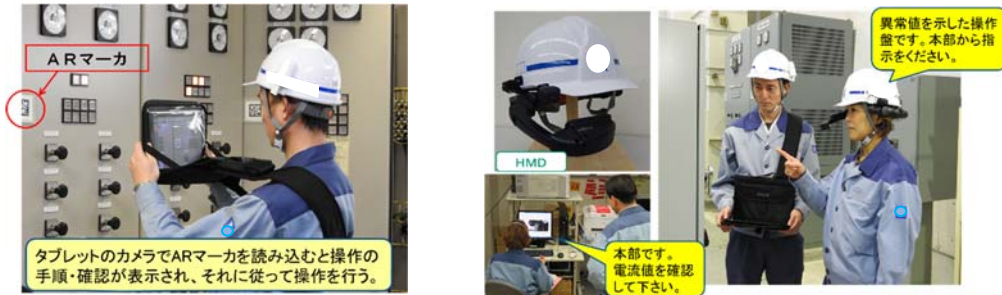 ARマーカ
タブレットのカメラでARマーカを読み込むと操作の
手順・確認が表示され、それに従って操作を行う。
HMD
本部です。
電流値を確認
して下さい。
異常値を示した操作
盤です。本部から指
示をください。